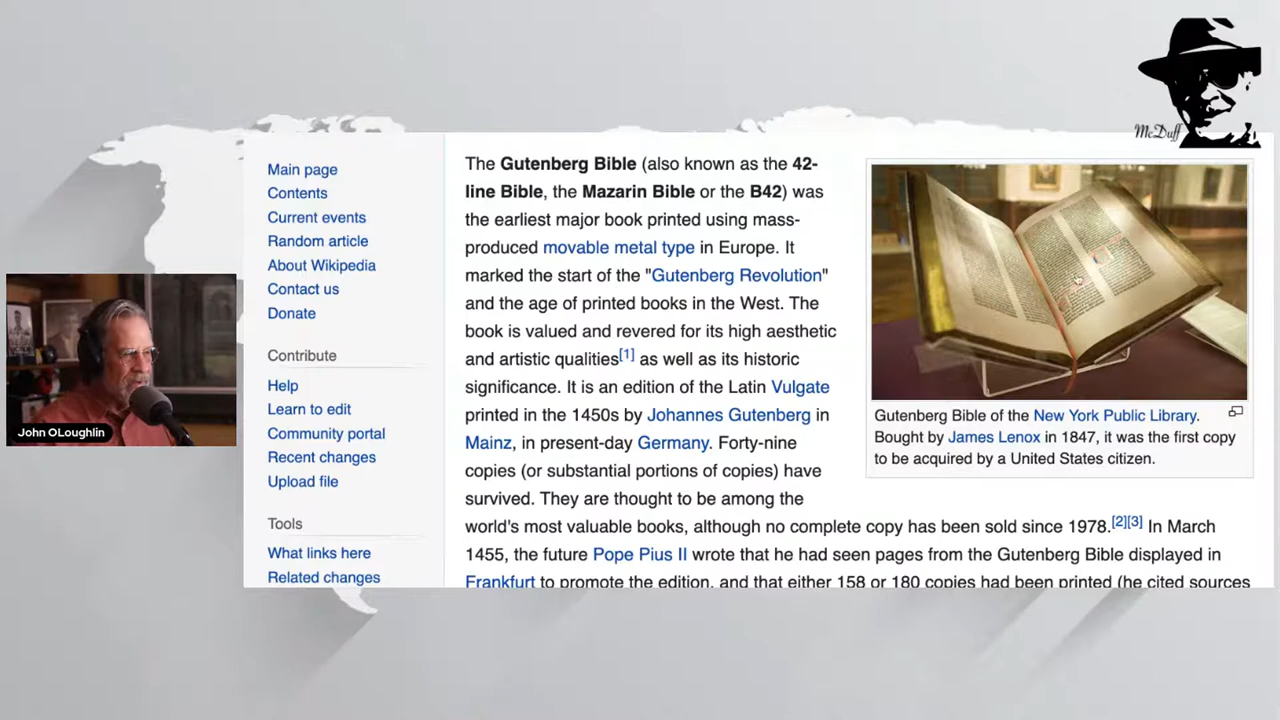 McDuff
Main page
Contents
Current events
Random article
About Wikipedia
Contact us
Donate
Contribute
Help
Learn to edit
Community portal
Recent changes
Upload file
Tools
What links here
Related changes
The Gutenberg Bible (also known as the 42-
line Bible, the Mazarin Bible or the B42) was
the earliest major book printed using mass-
produced movable metal type in Europe. It
marked the start of the "Gutenberg Revolution"
and the age of printed books in the West. The
book is valued and revered for its high aesthetic
and artistic qualities[1] as well as its historic
significance. It is an edition of the Latin Vulgate
printed in the 1450s by Johannes Gutenberg in
Mainz, in present-day Germany. Forty-nine
copies (or substantial portions of copies) have
survived. They are thought to be among the
world's most valuable books, although no complete copy has been sold since 1978.[2][3] In March
1455, the future Pope Pius II wrote that he had seen pages from the Gutenberg Bible displayed in
Frankfurt to promote the edition, and that either 158 or 180 copies had been printed (he cited sources
Gutenberg Bible of the New York Public Library.
Bought by James Lenox in 1847, it was the first copy
to be acquired by a United States citizen.
John OLoughlin